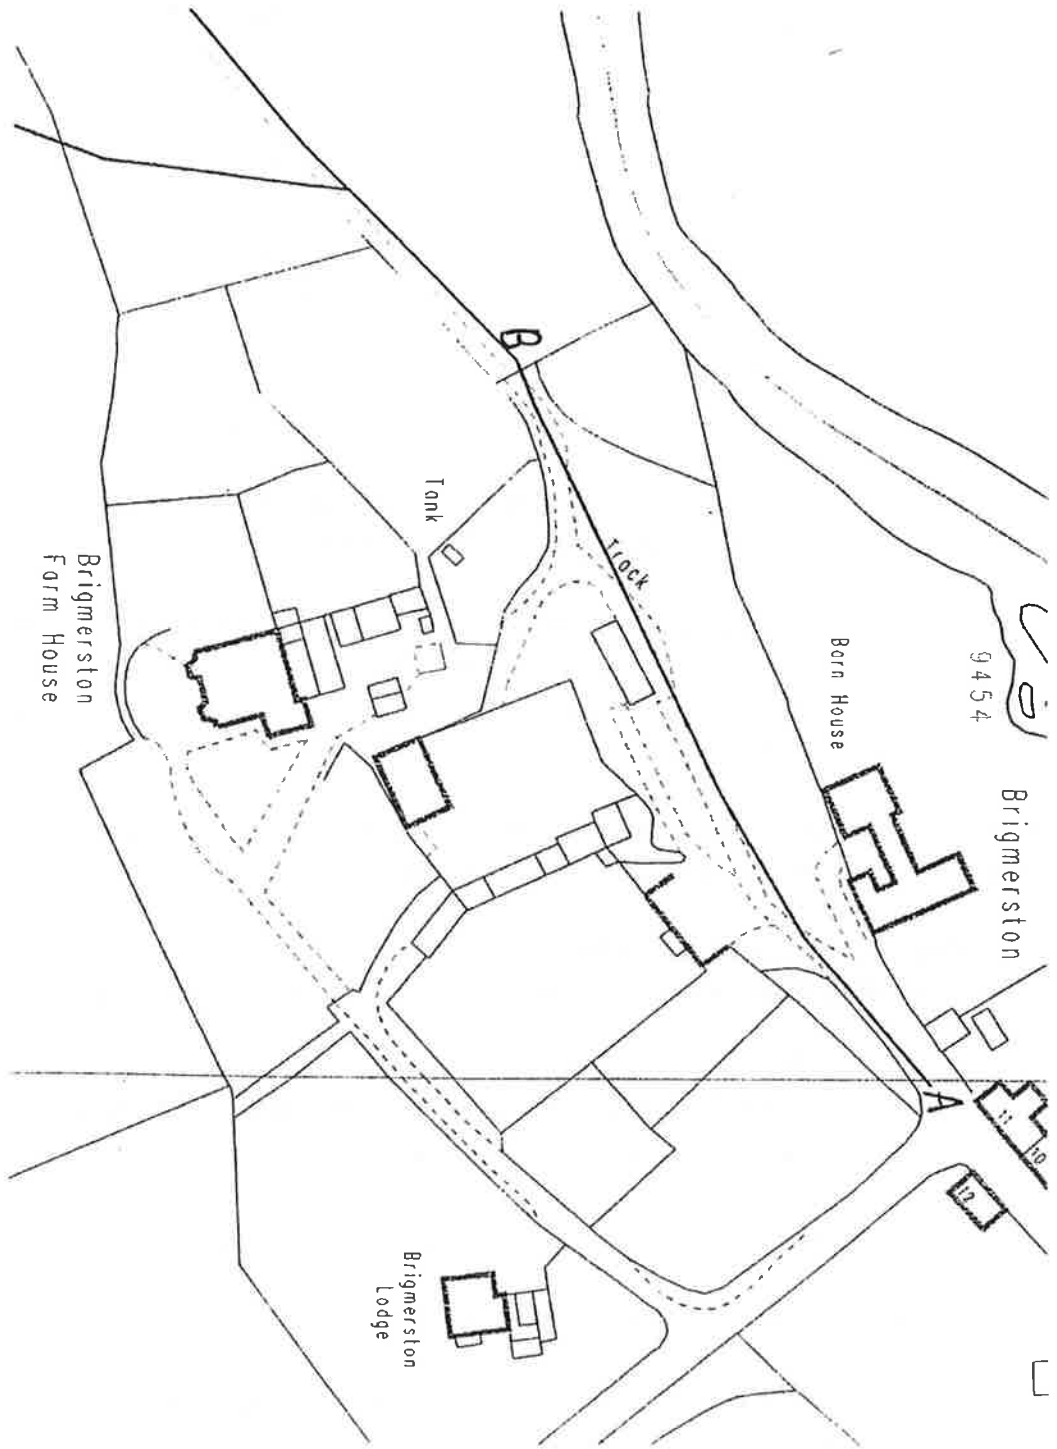 Brigmerston
9454
Barn House
11
10
12
A
Track
B
Tank
Brigmerston
Lodge
Brigmerston
Farm House